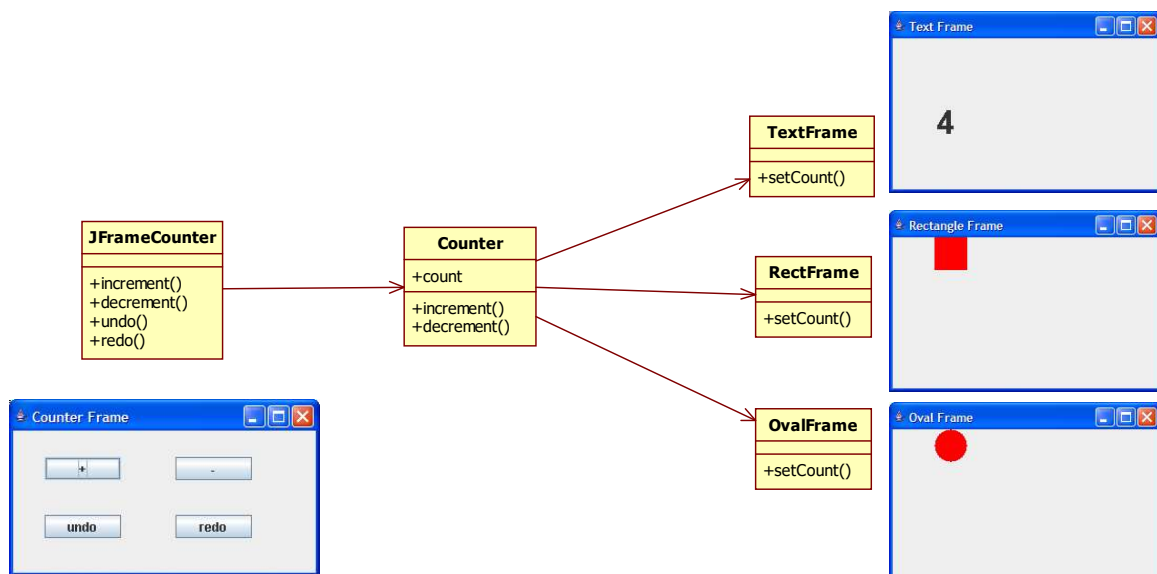 Text Frame
4
TextFrame
+setCount()
JFrameCounter
+increment()
+decrement()
+undo()
+redo()
Counter
+count
+increment()
+decrement()
Rectangle Frame
RectFrame
+setCount()
Counter Frame
+
-
undo
redo
OvalFrame
+setCount()
Oval Frame